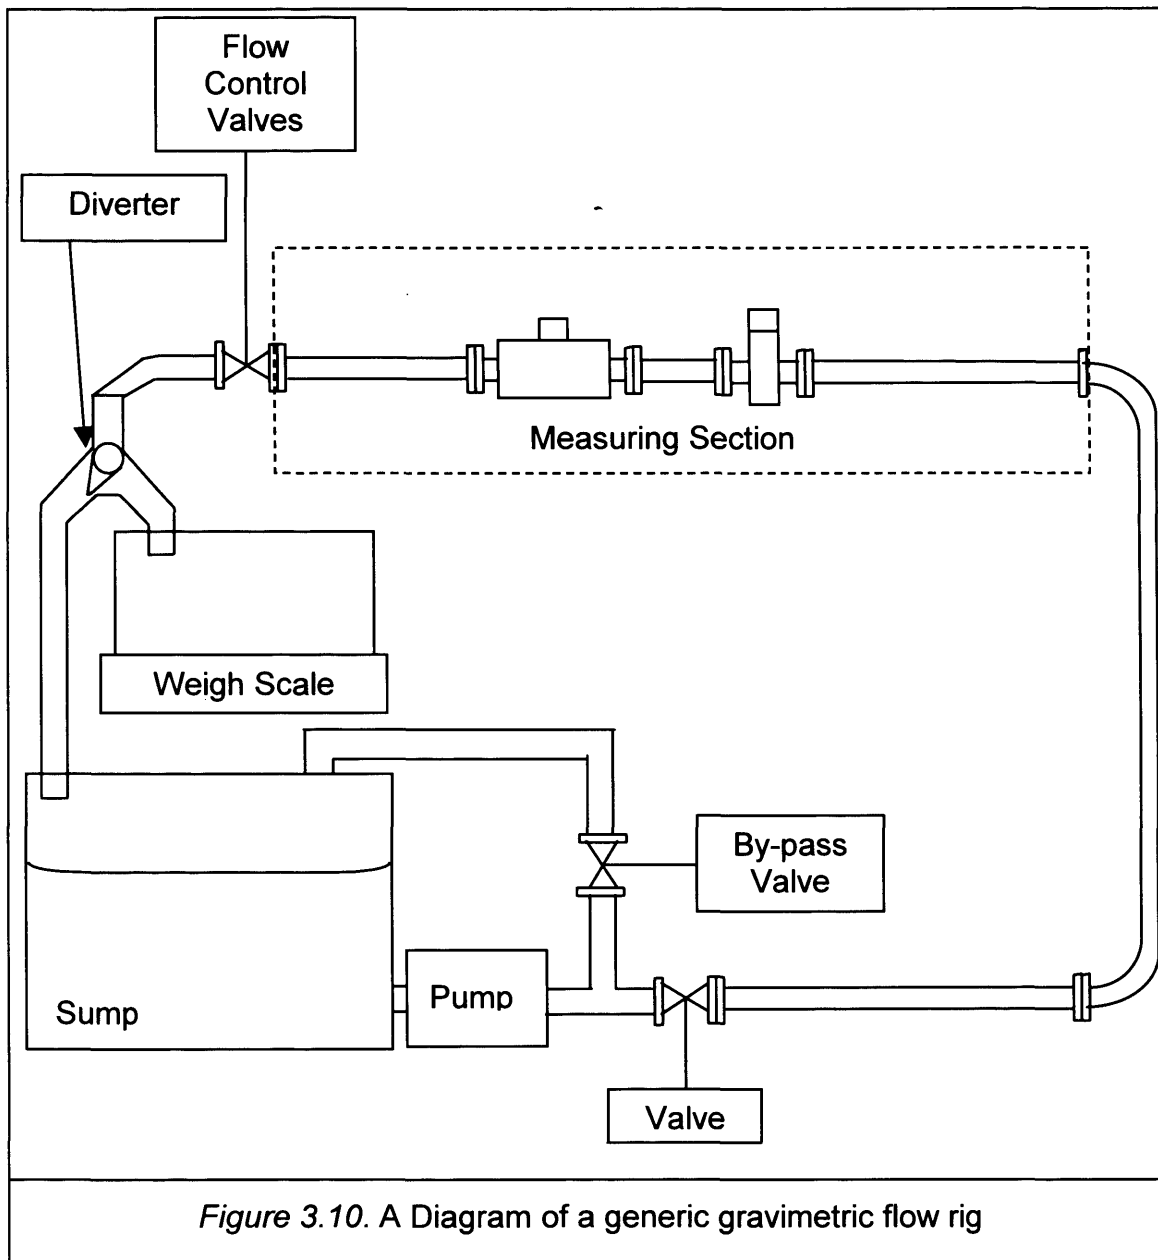 Flow
Control
Valves
Diverter
Measuring Section
Weigh Scale
By-pass
Valve
Pump
Sump
Valve
Figure 3.10. A Diagram of a generic gravimetric flow rig